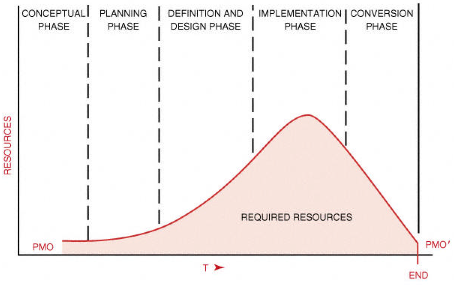 CONCEPTUAL PHASE
PLANNING PHASE
DEFINITION AND DESIGN PHASE
IMPLEMENTATION PHASE
CONVERSION PHASE
RESOURCES
REQUIRED RESOURCES
PMO
PMO'
T
END